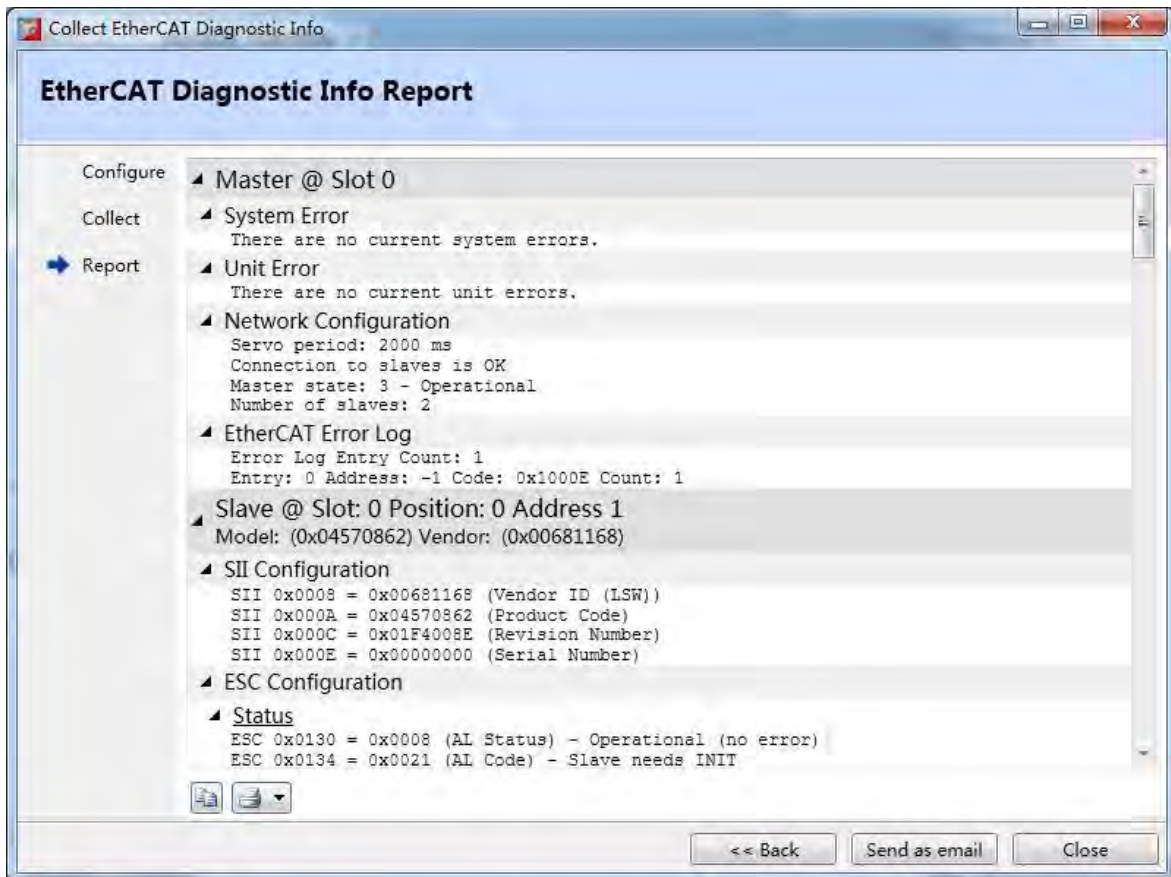 Collect EtherCAT Diagnostic Info
EtherCAT Diagnostic Info Report
Configure
Collect
Report
Master @ Slot 0
System Error
There are no current system errors.
Unit Error
There are no current unit errors.
Network Configuration
Servo period: 2000 ms
Connection to slaves is OK
Master state: 3 - Operational
Number of slaves: 2
EtherCAT Error Log
Error Log Entry Count: 1
Entry: 0 Address: -1 Code: 0x1000E Count: 1
Slave @ Slot: 0 Position: 0 Address 1
Model: (0x04570862) Vendor: (0x00681168)
SII Configuration
SII 0x0008 = 0x00681168 (Vendor ID (LSW))
SII 0x000A = 0x04570862 (Product Code)
SII 0x000C = 0x01F4008E (Revision Number)
SII 0x000E = 0x00000000 (Serial Number)
ESC Configuration
Status
ESC 0x0130 = 0x0008 (AL Status) - Operational (no error)
ESC 0x0134 = 0x0021 (AL Code) - Slave needs INIT
<< Back
Send as email
Close